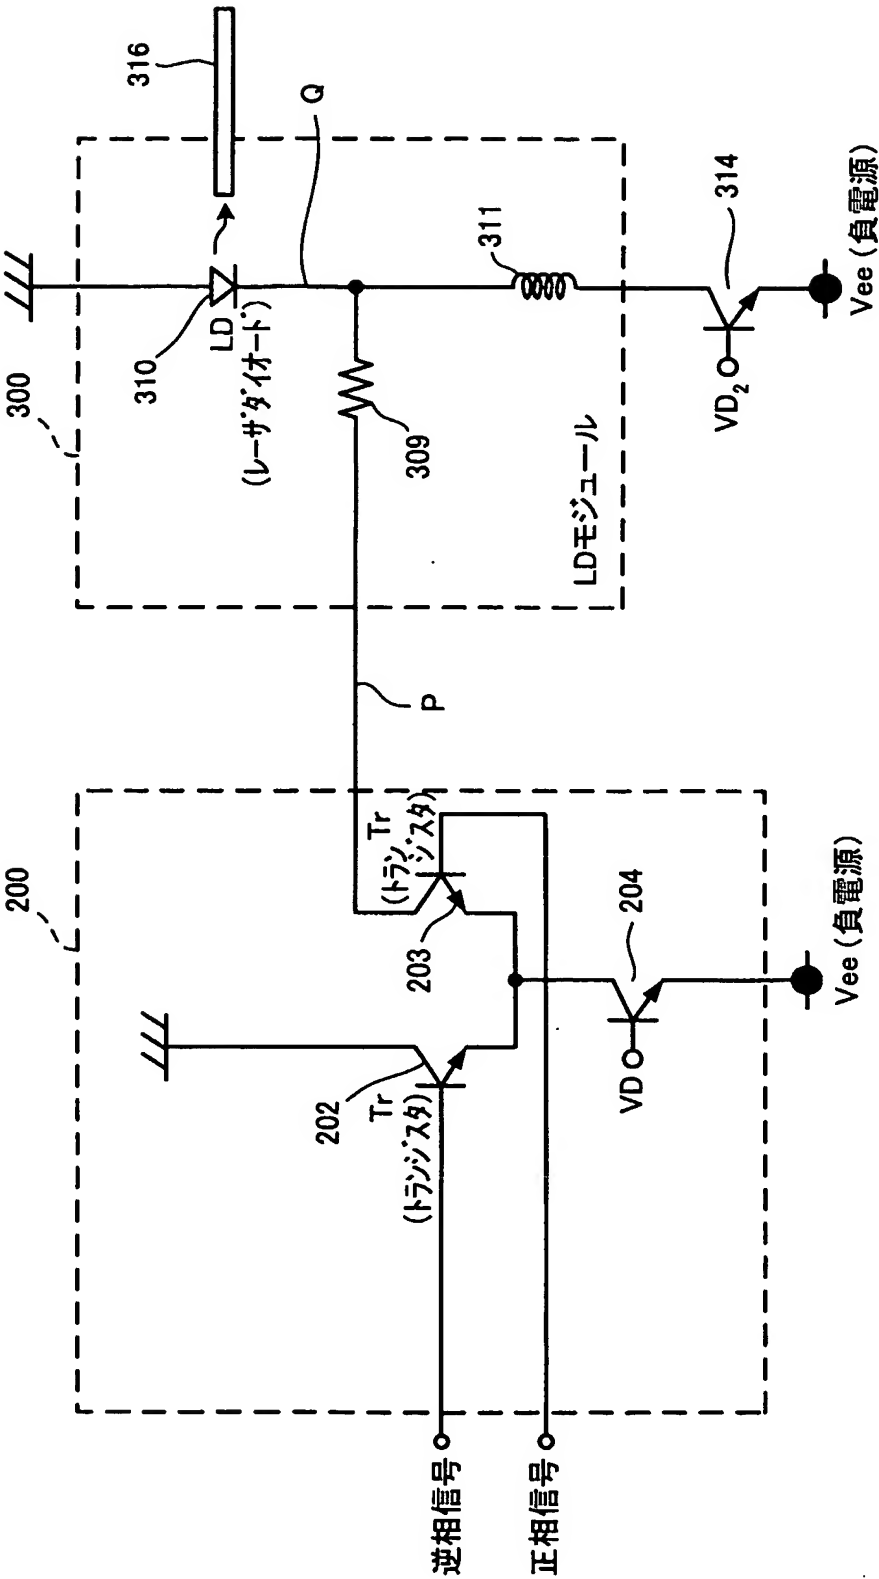 200
300
316
Q
310
LD
(レーザダイオード)
309
311
LDモジュール
VD2
314
Vee(負電源)
P
Tr
(トラン
ジスタ)
203
202
Tr
(トランジスタ)
204
VD
Vee(負電源)
逆相信号
正相信号